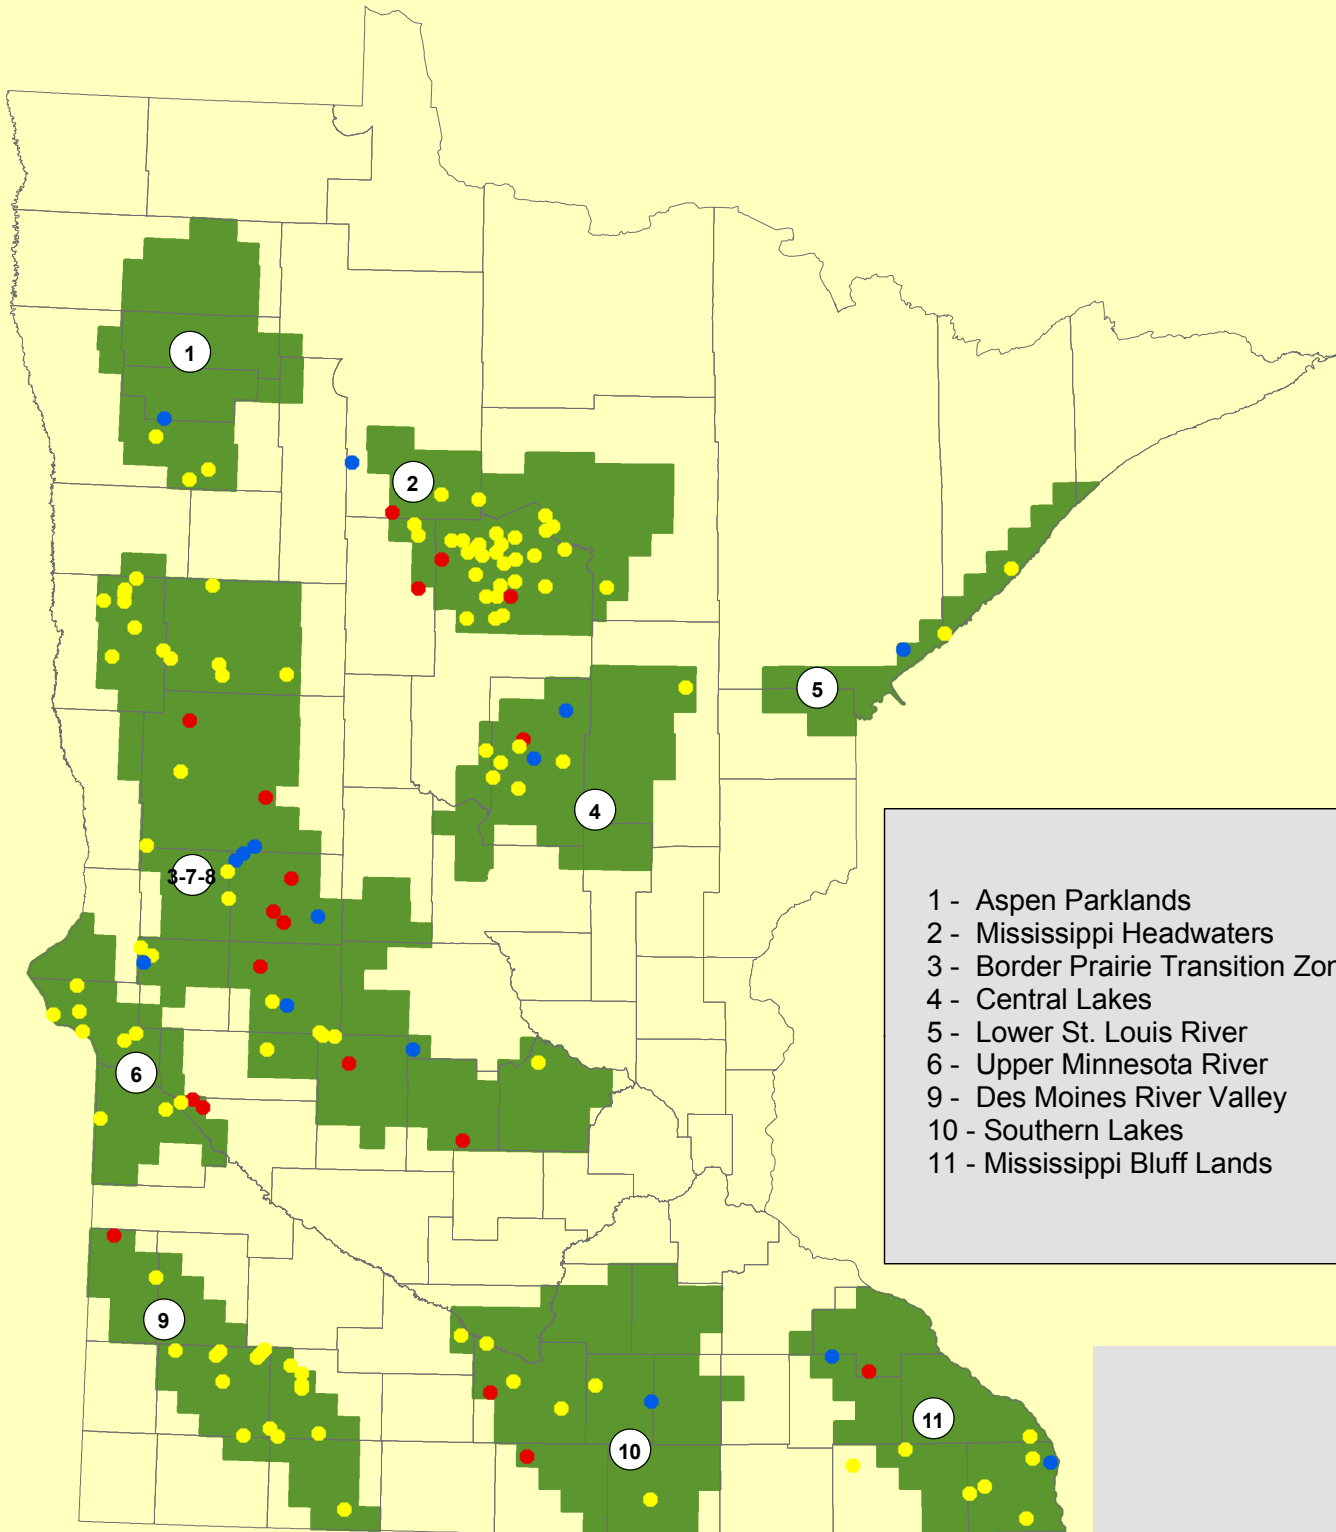 1
2
5
4
3-7-8
1 - Aspen Parklands
2 - Mississippi Headwaters
3 - Border Prairie Transition Zon
4 - Central Lakes
5 - Lower St. Louis River
6 - Upper Minnesota River
9 - Des Moines River Valley
10 - Southern Lakes
11 - Mississippi Bluff Lands
6
9
11
10